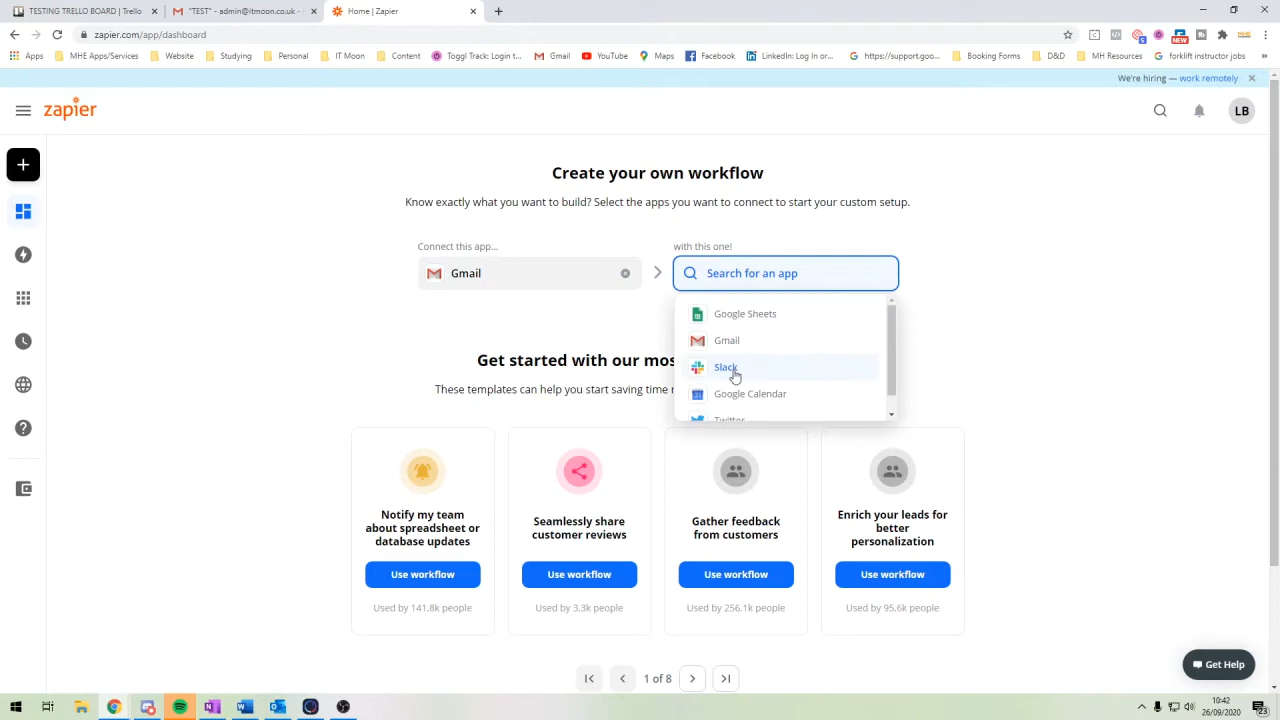 TESTING TRELLO BOARD | Trello
"TEST" - admin@itmoon.co.uk -
Home | Zapier
zapier.com/app/dashboard
Apps
MHE Apps/Services
Website
Studying
Personal
IT Moon
Content
Toggl Track! Login t...
Gmail
YouTube
Maps
Facebook
LinkedIn: Log In or...
https://support.goo...
Booking Forms
D&D
MH Resources
forklift instructor jobs
»
We're hiring — work remotely
zapier
LB
Create your own workflow
Know exactly what you want to build? Select the apps you want to connect to start your custom setup.
Connect this app...
with this one!
Gmail
Search for an app
Google Sheets
Gmail
Slack
Google Calendar
Twitter
Get started with our mos
These templates can help you start saving time
Notify my team
about spreadsheet or
database updates
Use workflow
Used by 141.8k people
Seamlessly share
customer reviews
Use workflow
Used by 3.3k people
Gather feedback
from customers
Use workflow
Used by 256.1k people
Enrich your leads for
better
personalization
Use workflow
Used by 95.6k people
1 of 8
Get Help
10:42
26/09/2020
23